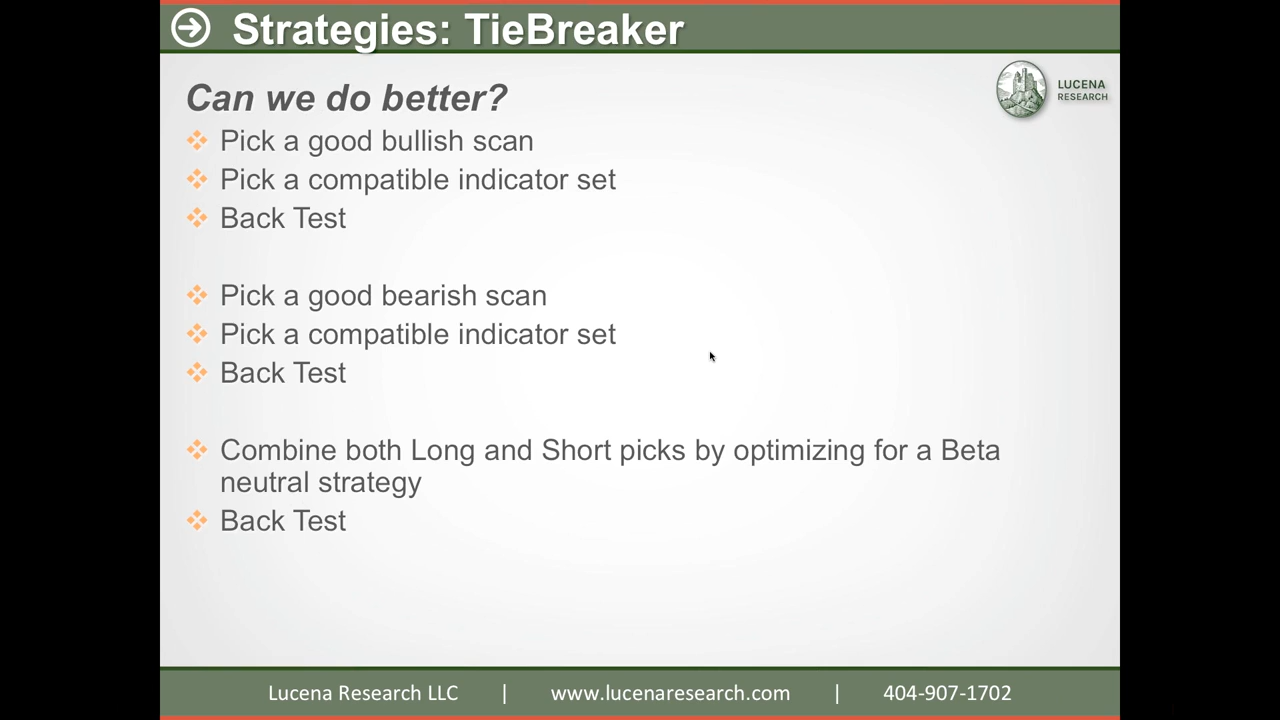 Strategies: TieBreaker
Can we do better?
LUCENA
RESEARCH
Pick a good bullish scan
Pick a compatible indicator set
Back Test
Pick a good bearish scan
Pick a compatible indicator set
Back Test
Combine both Long and Short picks by optimizing for a Beta
neutral strategy
Back Test
Lucena Research LLC | www.lucenaresearch.com | 404-907-1702